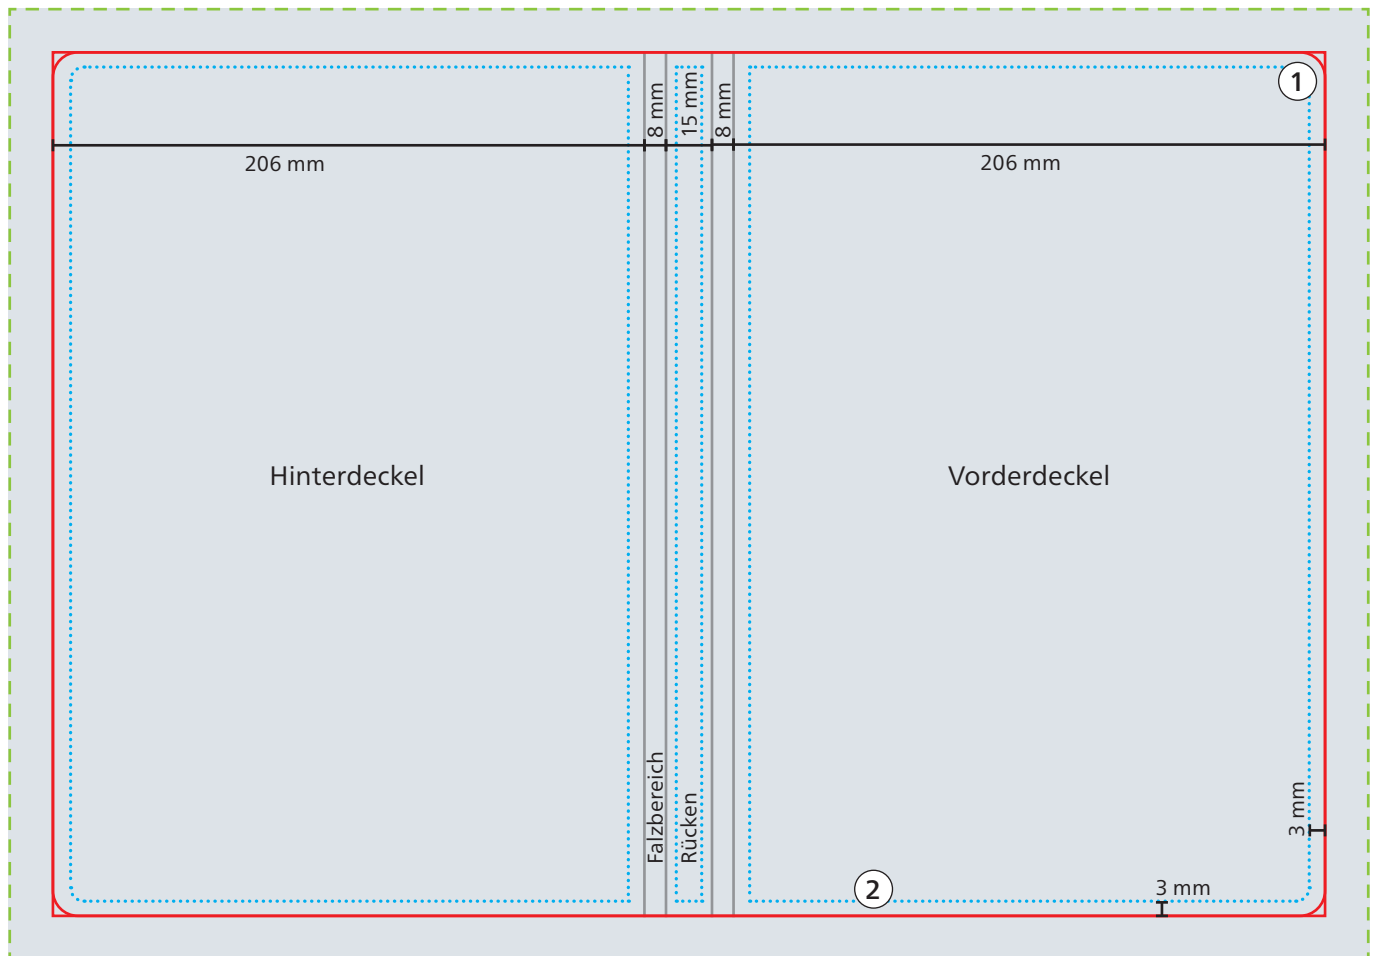 1
8 mm
15 mm
8 mm
206 mm
206 mm
Hinterdeckel
Vorderdeckel
Falzbereich
Rücken
3 mm
2
3 mm